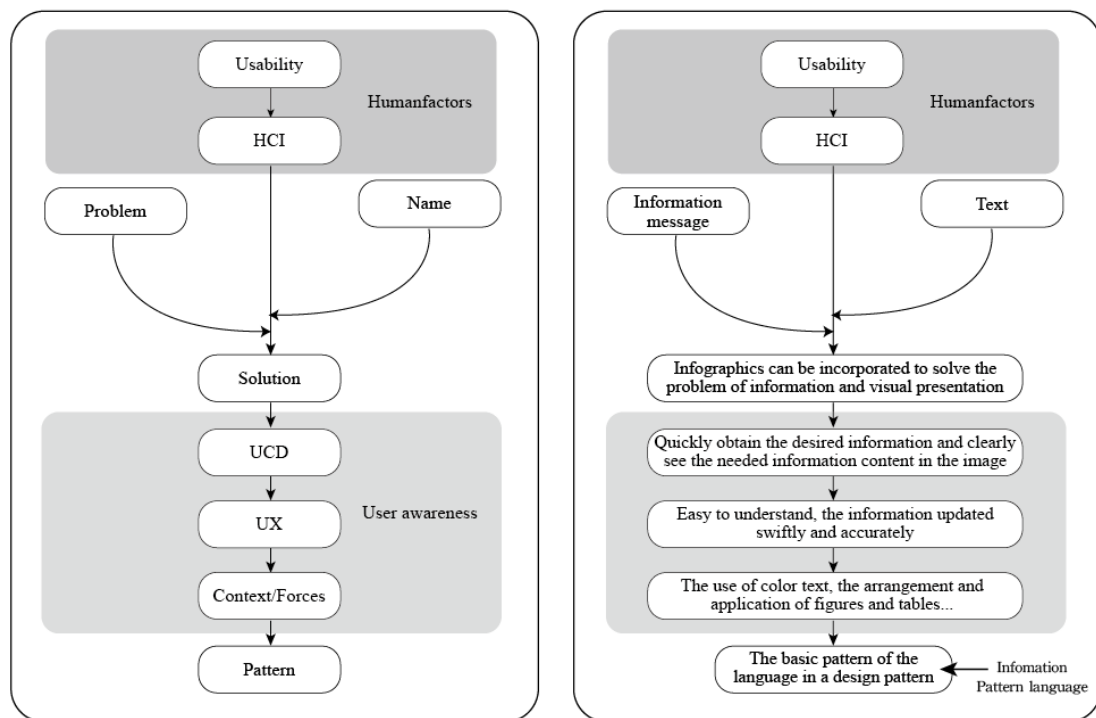 Usability
Humanfactors
HCI
Problem
Name
Solution
UCD
User awareness
UX
Context/Forces
Pattern
Usability
Humanfactors
HCI
Information
message
Text
Infographics can be incorporated to solve the
problem of information and visual presentation
Quickly obtain the desired information and clearly
see the needed information content in the image
Easy to understand, the information updated
swiftly and accurately
The use of color text, the arrangement and
application of figures and tables...
The basic pattern of the
language in a design pattern
Infomation
Pattern language